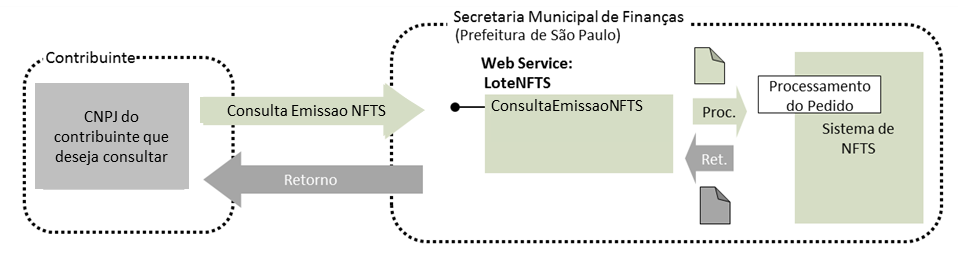 Contribuinte
CNPJ do
contribuinte que
deseja consultar
Consulta Emissao NFTS
Retorno
Secretaria Municipal de Finanças
(Prefeitura de São Paulo)
Web Service:
LoteNFTS
ConsultaEmissaoNFTS
Proc.
Ret.
Processamento
do Pedido
Sistema de
NFTS